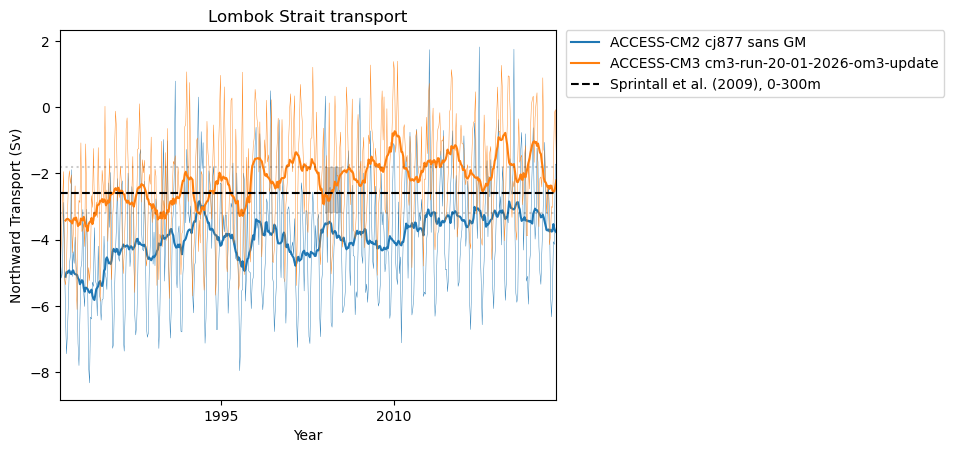 Lombok Strait transport
ACCESS-CM2 cj877 sans GM
ACCESS-CM3 cm3-run-20-01-2026-om3-update
Sprintall et al. (2009), 0-300m
Northward Transport (Sv)
2
0
−2
−4
−6
−8
1995
2010
Year